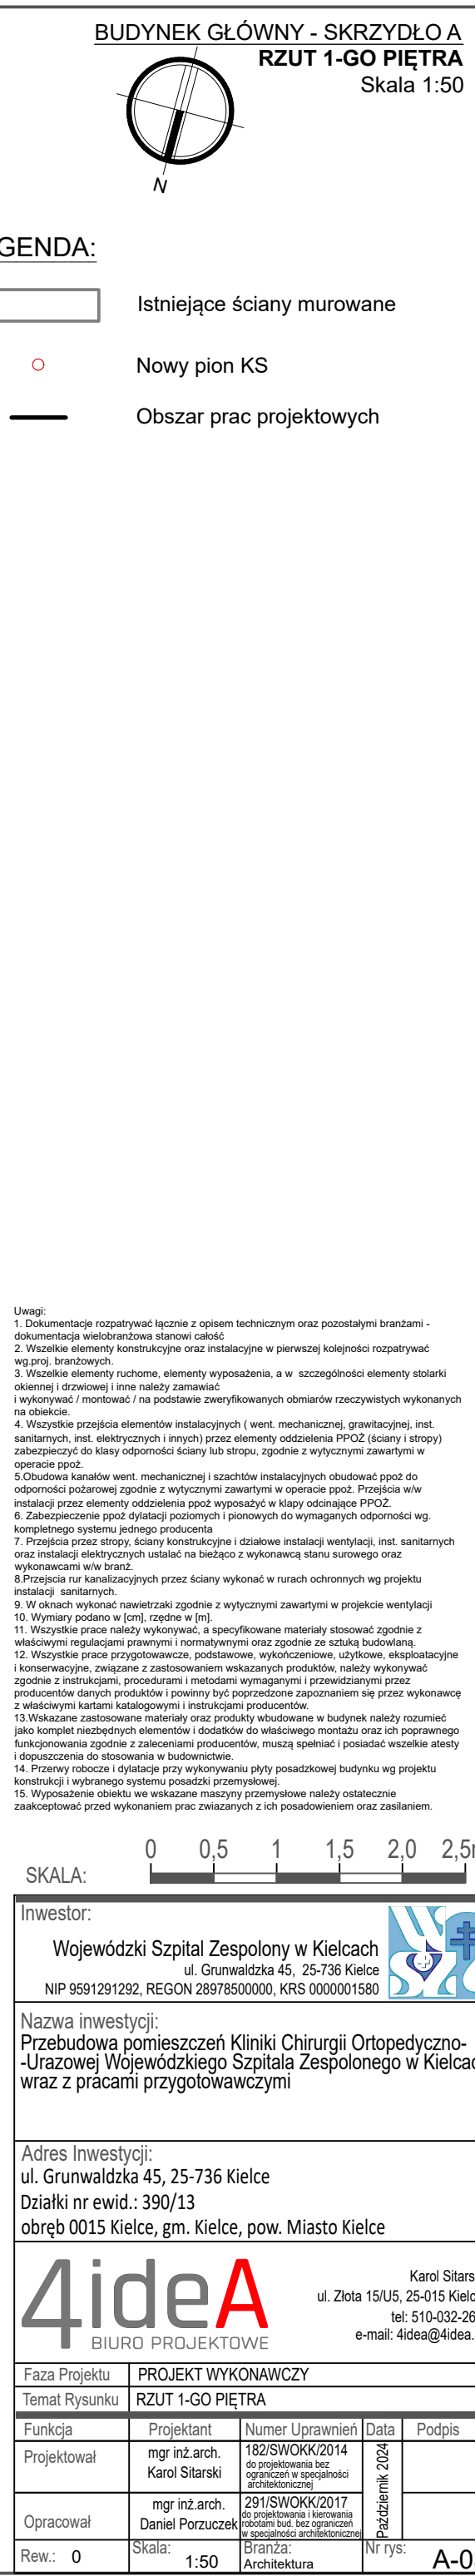 BUDYNEK GŁÓWNY - SKRZYDŁO A
RZUT 1-GO PIĘTRA
Skala 1:50
N
GENDA:
Istniejące ściany murowane
Nowy pion KS
Obszar prac projektowych
Uwagi:
1. Dokumentacje rozpatrywać łącznie z opisem technicznym oraz pozostałymi branżami -
dokumentacja wielobranżowa stanowi całość
2. Wszelkie elementy konstrukcyjne oraz instalacyjne w pierwszej kolejności rozpatrywać
wg.proj. branżowych.
3. Wszelkie elementy ruchome, elementy wyposażenia, a w szczególności elementy stolarki
okiennej i drzwiowej i inne należy zamawiać
i wykonywać / montować / na podstawie zweryfikowanych obmiarów rzeczywistych wykonanych
na obiekcie.
4. Wszystkie przejścia elementów instalacyjnych ( went. mechanicznej, grawitacyjnej, inst.
sanitarnych, inst. elektrycznych i innych) przez elementy oddzielenia PPOŻ (ściany i stropy)
zabezpieczyć do klasy odporności ściany lub stropu, zgodnie z wytycznymi zawartymi w
operacie ppoż.
5.Obudowa kanałów went. mechanicznej i szachtów instalacyjnych obudować ppoż do
odporności pożarowej zgodnie z wytycznymi zawartymi w operacie ppoż. Przejścia w/w
instalacji przez elementy oddzielenia ppoż wyposażyć w klapy odcinające PPOŻ.
6. Zabezpieczenie ppoż dylatacji poziomych i pionowych do wymaganych odporności wg.
kompletnego systemu jednego producenta
7. Przejścia przez stropy, ściany konstrukcyjne i działowe instalacji wentylacji, inst. sanitarnych
oraz instalacji elektrycznych ustalać na bieżąco z wykonawcą stanu surowego oraz
wykonawcami w/w branż.
8.Przejscia rur kanalizacyjnych przez ściany wykonać w rurach ochronnych wg projektu
instalacji sanitarnych.
9. W oknach wykonać nawietrzaki zgodnie z wytycznymi zawartymi w projekcie wentylacji
10. Wymiary podano w [cm], rzędne w [m].
11. Wszystkie prace należy wykonywać, a specyfikowane materiały stosować zgodnie z
właściwymi regulacjami prawnymi i normatywnymi oraz zgodnie ze sztuką budowlaną.
12. Wszystkie prace przygotowawcze, podstawowe, wykończeniowe, użytkowe, eksploatacyjne
i konserwacyjne, związane z zastosowaniem wskazanych produktów, należy wykonywać
zgodnie z instrukcjami, procedurami i metodami wymaganymi i przewidzianymi przez
producentów danych produktów i powinny być poprzedzone zapoznaniem się przez wykonawcę
z właściwymi kartami katalogowymi i instrukcjami producentów.
13.Wskazane zastosowane materiały oraz produkty wbudowane w budynek należy rozumieć
jako komplet niezbędnych elementów i dodatków do właściwego montażu oraz ich poprawnego
funkcjonowania zgodnie z zaleceniami producentów, muszą spełniać i posiadać wszelkie atesty
i dopuszczenia do stosowania w budownictwie.
14. Przerwy robocze i dylatacje przy wykonywaniu płyty posadzkowej budynku wg projektu
konstrukcji i wybranego systemu posadzki przemysłowej.
15. Wyposażenie obiektu we wskazane maszyny przemysłowe należy ostatecznie
zaakceptować przed wykonaniem prac zwiazanych z ich posadowieniem oraz zasilaniem.
SKALA: 0 0,5 1 1,5 2,0 2,5
Inwestor:
Wojewódzki Szpital Zespolony w Kielcach
ul. Grunwaldzka 45, 25-736 Kielce
NIP 9591291292, REGON 28978500000, KRS 0000001580
Nazwa inwestycji:
Przebudowa pomieszczeń Kliniki Chirurgii Ortopedyczno-
-Urazowej Wojewódzkiego Szpitala Zespolonego w Kielcac
wraz z pracami przygotowawczymi
Adres Inwestycji:
ul. Grunwaldzka 45, 25-736 Kielce
Działki nr ewid.: 390/13
obręb 0015 Kielce, gm. Kielce, pow. Miasto Kielce
4ideA
BIURO PROJEKTOWE
Karol Sitars
ul. Złota 15/U5, 25-015 Kielc
tel: 510-032-26
e-mail: 4idea@4idea.
Faza Projektu PROJEKT WYKONAWCZY
Temat Rysunku RZUT 1-GO PIĘTRA
Funkcja Projektant Numer Uprawnień Data Podpis
Projektował mgr inż.arch. Karol Sitarski 182/SWOKK/2014
do projektowania bez
ograniczeń w specjalności
architektonicznej
Październik 2024
Opracował mgr inż.arch. Daniel Porzuczek 291/SWOKK/2017
do projektowania i kierowania
robotami bud. bez ograniczeń
w specjalności architektonicznej
Rew.: 0 Skala: 1:50 Branża: Architektura Nr rys: A-0